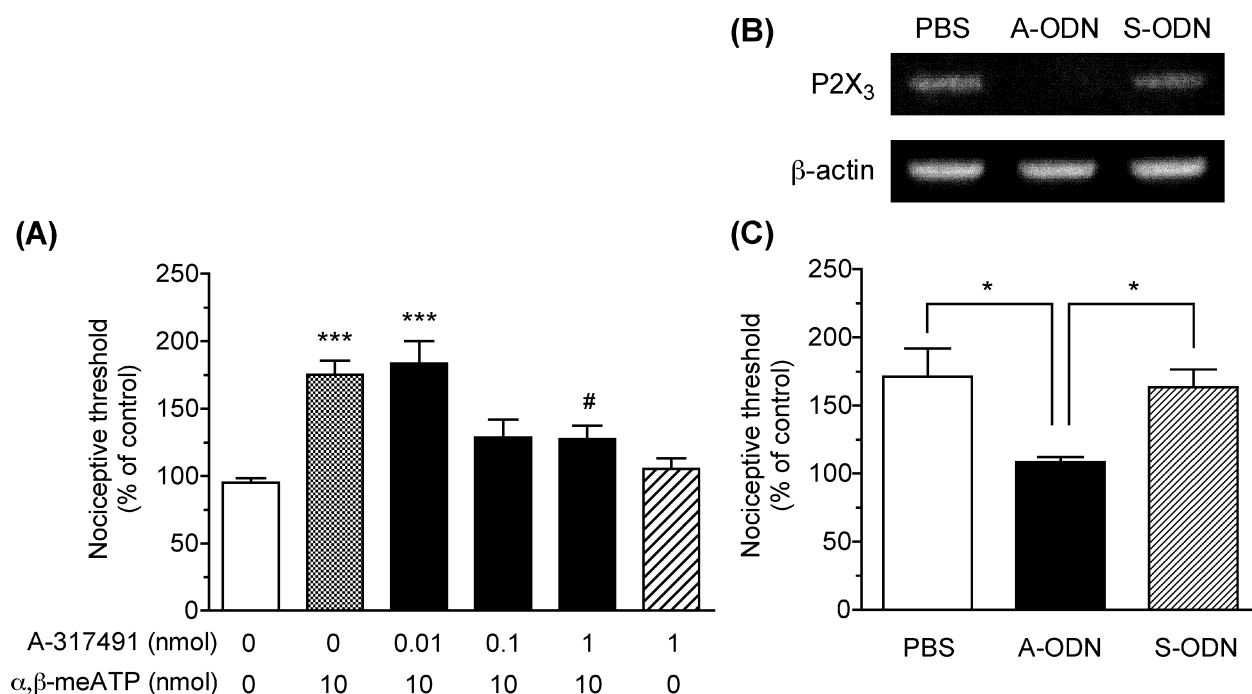 (B)
PBS A-ODN S-ODN
P2X₃
β-actin
(A)
Nociceptive threshold
(% of control)
250
200
150
100
50
0
***
***
#
A-317491 (nmol) 0 0 0.01 0.1 1 1
α,β-meATP (nmol) 0 10 10 10 10 0
(C)
Nociceptive threshold
(% of control)
250
200
150
100
50
0
* *
PBS A-ODN S-ODN